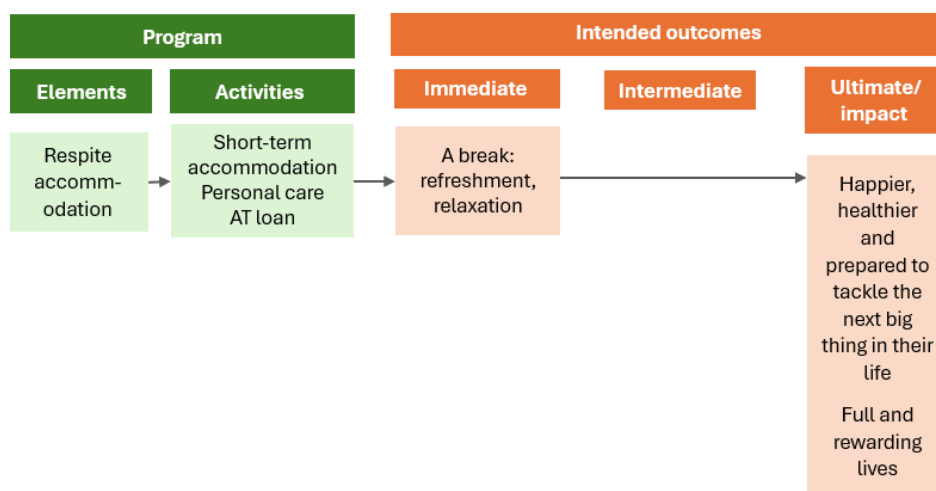 Program
Intended outcomes
Elements
Activities
Immediate
Intermediate
Ultimate/
impact
Respite
accomm-
odation
Short-term
accommodation
Personal care
AT loan
A break:
refreshment,
relaxation
Happier,
healthier
and
prepared to
tackle the
next big
thing in their
life
Full and
rewarding
lives